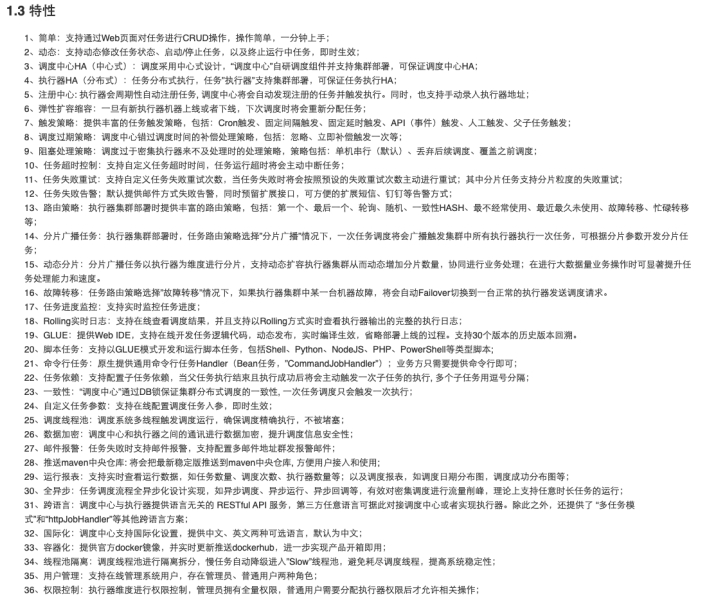 1.3 特性
1、简单：支持通过Web页面对任务进行CRUD操作，操作简单，一分钟上手；
2、动态：支持动态修改任务状态、启动/停止任务，以及终止运行中任务，即时生效；
3、调度中心HA（中心式）：调度采用中心式设计，“调度中心”自研调度组件并支持集群部署，可保证调度中心HA；
4、执行器HA（分布式）：任务分布式执行，任务"执行器"支持集群部署，可保证任务执行HA；
5、注册中心: 执行器会周期性自动注册任务, 调度中心将会自动发现注册的任务并触发执行。同时，也支持手动录入执行器地址；
6、弹性扩容缩容：一旦有新执行器机器上线或者下线，下次调度时将会重新分配任务；
7、触发策略：提供丰富的任务触发策略，包括：Cron触发、固定间隔触发、固定延时触发、API（事件）触发、人工触发、父子任务触发；
8、调度过期策略：调度中心错过调度时间的补偿处理策略，包括：忽略、立即补偿触发一次等；
9、阻塞处理策略：调度过于密集执行器来不及处理时的处理策略，策略包括：单机串行（默认）、丢弃后续调度、覆盖之前调度；
10、任务超时控制：支持自定义任务超时时间，任务运行超时将会主动中断任务；
11、任务失败重试：支持自定义任务失败重试次数，当任务失败时将会按照预设的失败重试次数主动进行重试；其中分片任务支持分片粒度的失败重试；
12、任务失败告警；默认提供邮件方式失败告警，同时预留扩展接口，可方便的扩展短信、钉钉等告警方式；
13、路由策略：执行器集群部署时提供丰富的路由策略，包括：第一个、最后一个、轮询、随机、一致性HASH、最不经常使用、最近最久未使用、故障转移、忙碌转移
等；
14、分片广播任务：执行器集群部署时，任务路由策略选择"分片广播"情况下，一次任务调度将会广播触发集群中所有执行器执行一次任务，可根据分片参数开发分片任
务；
15、动态分片：分片广播任务以执行器为维度进行分片，支持动态扩容执行器集群从而动态增加分片数量，协同进行业务处理；在进行大数据量业务操作时可显著提升任
务处理能力和速度。
16、故障转移：任务路由策略选择"故障转移"情况下，如果执行器集群中某一台机器故障，将会自动Failover切换到一台正常的执行器发送调度请求。
17、任务进度监控：支持实时监控任务进度；
18、Rolling实时日志：支持在线查看调度结果，并且支持以Rolling方式实时查看执行器输出的完整的执行日志；
19、GLUE：提供Web IDE，支持在线开发任务逻辑代码，动态发布，实时编译生效，省略部署上线的过程。支持30个版本的历史版本回溯。
20、脚本任务：支持以GLUE模式开发和运行脚本任务，包括Shell、Python、NodeJS、PHP、PowerShell等类型脚本;
21、命令行任务：原生提供通用命令行任务Handler（Bean任务，"CommandJobHandler"）；业务方只需要提供命令行即可；
22、任务依赖：支持配置子任务依赖，当父任务执行结束且执行成功后将会主动触发一次子任务的执行, 多个子任务用逗号分隔；
23、一致性：“调度中心”通过DB锁保证集群分布式调度的一致性, 一次任务调度只会触发一次执行；
24、自定义任务参数：支持在线配置调度任务入参，即时生效；
25、调度线程池：调度系统多线程触发调度运行，确保调度精确执行，不被堵塞；
26、数据加密：调度中心和执行器之间的通讯进行数据加密，提升调度信息安全性；
27、邮件报警：任务失败时支持邮件报警，支持配置多邮件地址群发报警邮件；
28、推送maven中央仓库: 将会把最新稳定版推送到maven中央仓库, 方便用户接入和使用;
29、运行报表：支持实时查看运行数据，如任务数量、调度次数、执行器数量等；以及调度报表，如调度日期分布图，调度成功分布图等；
30、全异步：任务调度流程全异步化设计实现，如异步调度、异步运行、异步回调等，有效对密集调度进行流量削峰，理论上支持任意时长任务的运行；
31、跨语言：调度中心与执行器提供语言无关的 RESTful API 服务，第三方任意语言可据此对接调度中心或者实现执行器。除此之外，还提供了 “多任务模
式”和“httpJobHandler”等其他跨语言方案；
32、国际化：调度中心支持国际化设置，提供中文、英文两种可选语言，默认为中文；
33、容器化：提供官方docker镜像，并实时更新推送dockerhub，进一步实现产品开箱即用；
34、线程池隔离：调度线程池进行隔离拆分，慢任务自动降级进入"Slow"线程池，避免耗尽调度线程，提高系统稳定性；
35、用户管理：支持在线管理系统用户，存在管理员、普通用户两种角色；
36、权限控制：执行器维度进行权限控制，管理员拥有全量权限，普通用户需要分配执行器权限后才允许相关操作；